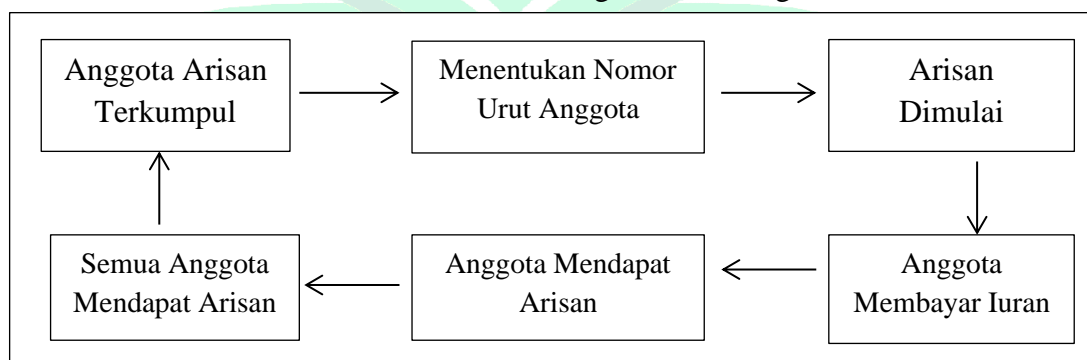 Anggota Arisan
Terkumpul
Menentukan Nomor
Urut Anggota
Arisan
Dimulai
Anggota
Membayar Iuran
Anggota Mendapat
Arisan
Semua Anggota
Mendapat Arisan